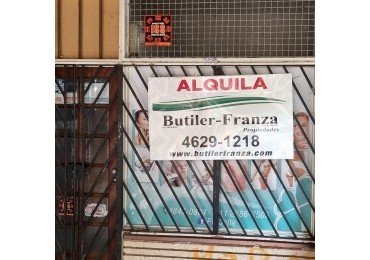 ALQUILA
Butiler-Franza
Propiedades
4629-1218
www.butilerfranza.com